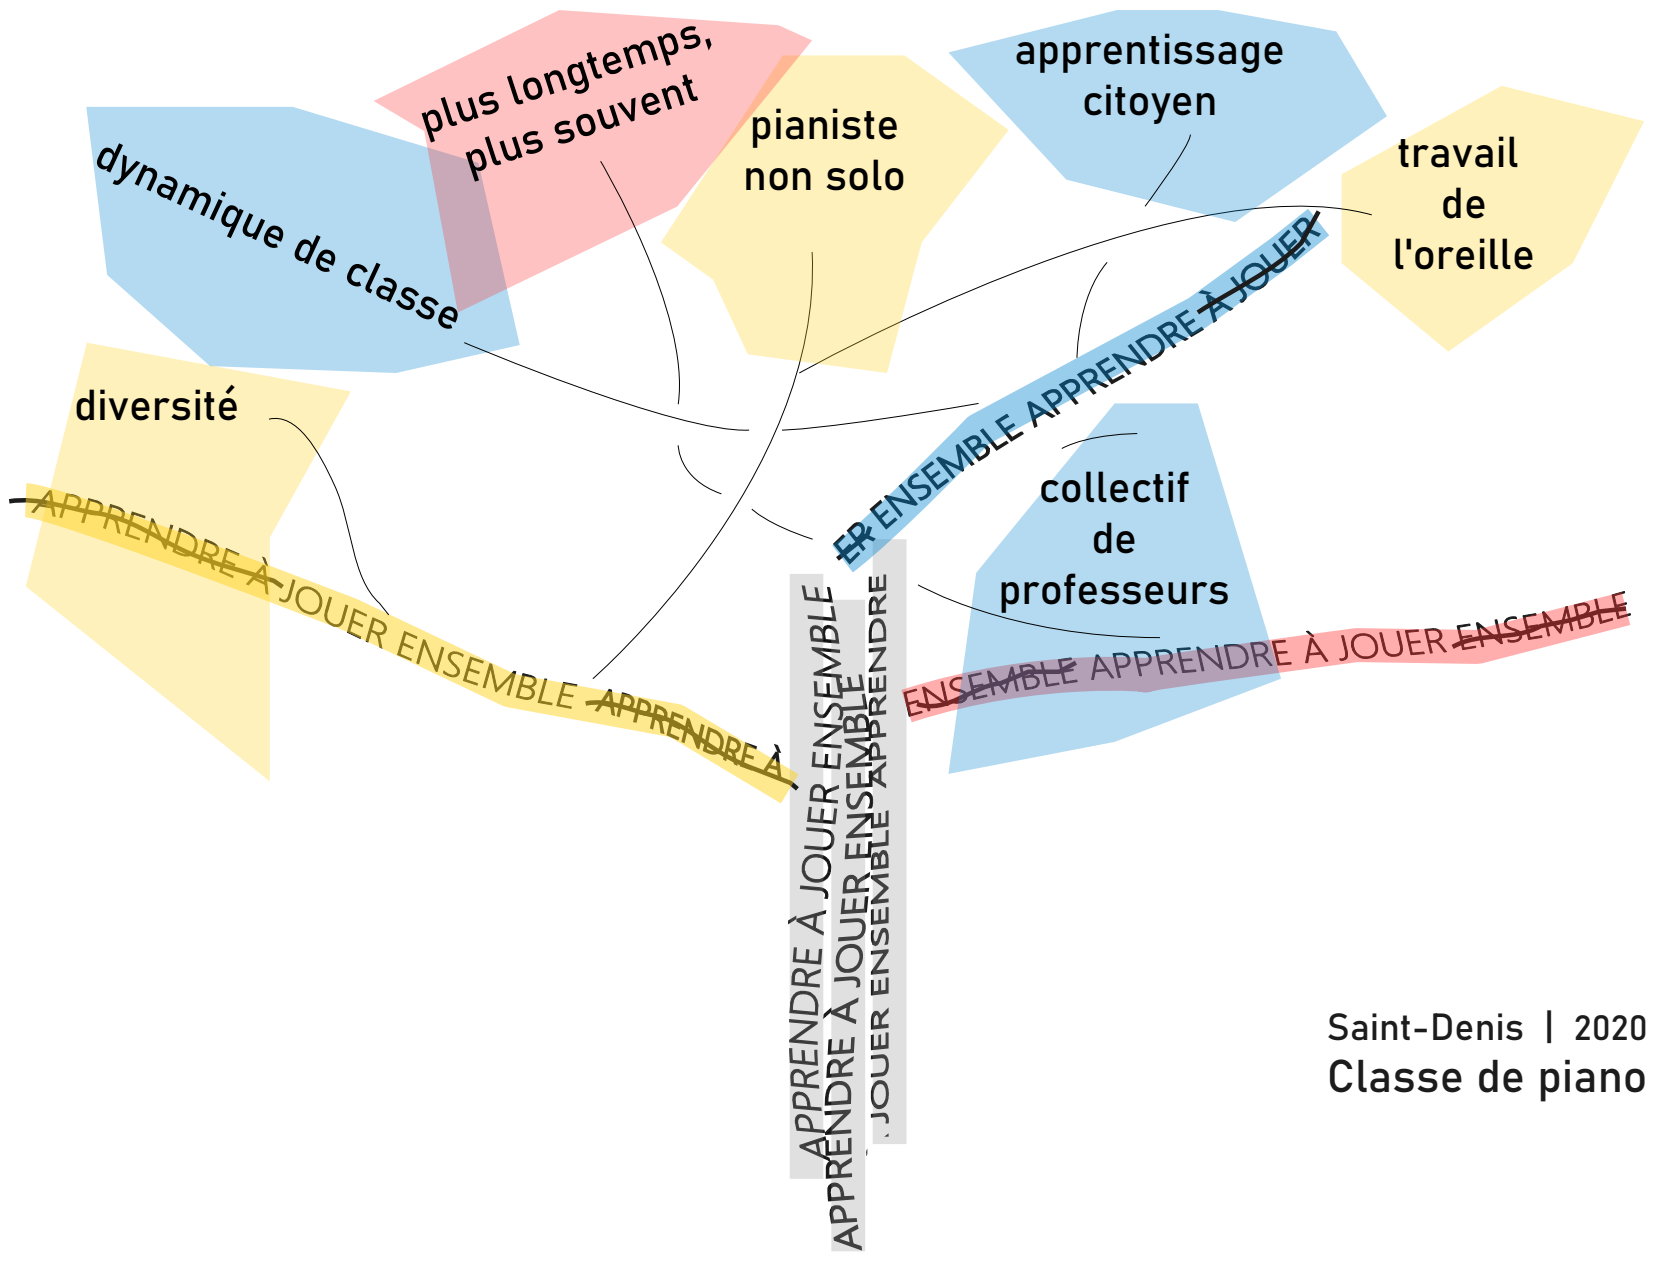 plus longtemps,
plus souvent
apprentissage
citoyen
pianiste
non solo
travail
de
l'oreille
dynamique de classe
diversité
collectif
de
professeurs
APPRENDRE À JOUER ENSEMBLE APPRENDRE À
ER ENSEMBLE APPRENDRE À JOUER
ENSEMBLE APPRENDRE À JOUER ENSEMBLE
APPRENDRE À JOUER ENSEMBLE
APPRENDRE À JOUER ENSEMBLE
JOUER ENSEMBLE APPRENDRE
Saint-Denis | 2020
Classe de piano